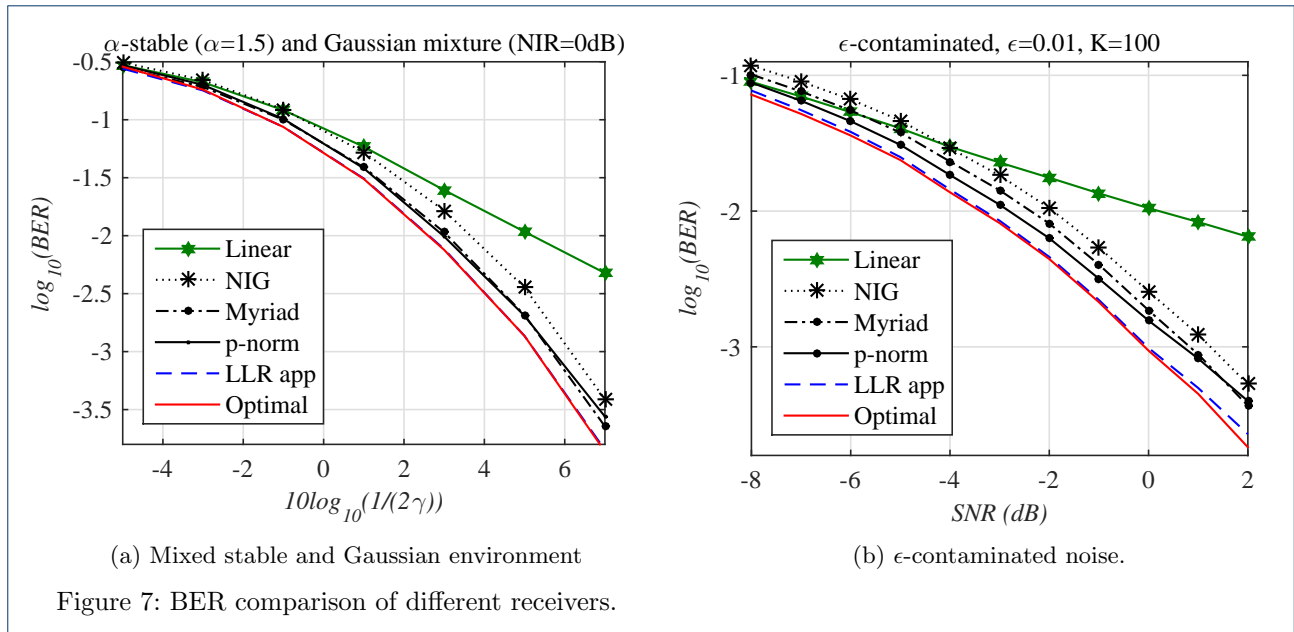 α-stable (α=1.5) and Gaussian mixture (NIR=0dB)
-0.5
-1
-1.5
-2
-2.5
-3
-3.5
log10(BER)
Linear
NIG
Myriad
p-norm
LLR app
Optimal
-4 -2 0 2 4 6
10log10(1/(2γ))
(a) Mixed stable and Gaussian environment
ϵ-contaminated, ϵ=0.01, K=100
-1
-2
-3
log10(BER)
Linear
NIG
Myriad
p-norm
LLR app
Optimal
-8 -6 -4 -2 0 2
SNR (dB)
(b) ϵ-contaminated noise.
Figure 7: BER comparison of different receivers.